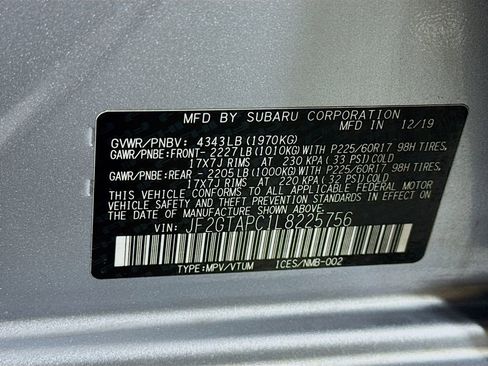 MFD BY SUBARU CORPORATION
MFD IN 12/19
GVWR/PNBV: 4343LB(1970KG)
GAWR/PNBE:FRONT-2227LB(1010KG)WITH P225/60R17 98H TIRES,
17X7J RIMS AT 230 KPA(33 PSI)COLD
GAWR/PNBE:REAR -2205LB(1000KG)WITH P225/60R17 98H TIRES,
17X7J RIMS AT 220 KPA(32 PSI)COLD
THIS VEHICLE CONFORMS TO ALL APPLICABLE FEDERAL MOTOR
VEHICLE SAFETY AND BUMPER STANDARDS IN EFFECT ON THE
DATE OF MANUFACTURE SHOWN ABOVE.
VIN: JF2GTAPC1L8225756
TYPE:MPV/VTUM ICES/NMB-002